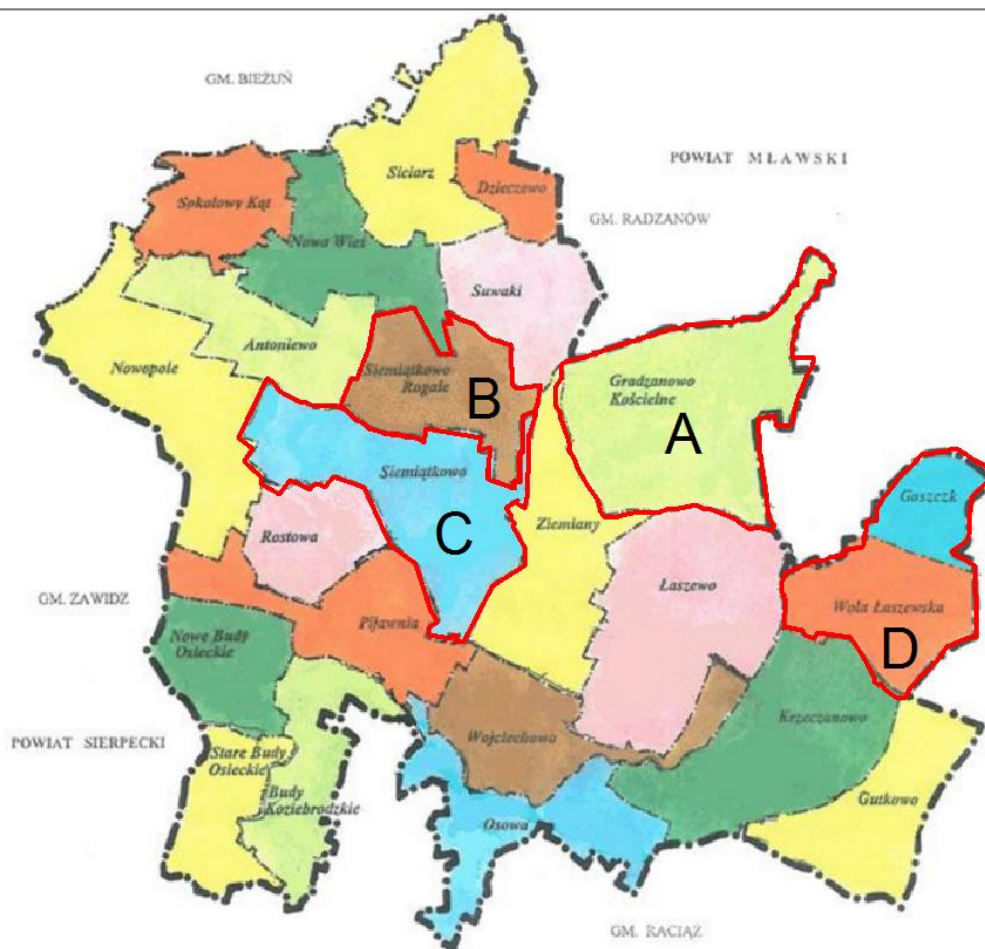 GM. BIEŻUŃ
POWIAT MŁAWSKI
Siciarz
Dzieczewo
Sokołowy Kąt
GM. RADZANÓW
Nowa Wieś
Suwaki
Antoniewo
Nowopole
Siemiątkowo
Rogale
B
Gradzanowo
Kościelne
A
Siemiątkowo
C
Goszczk
Ziemiany
Rostowa
Łaszewo
GM. ZAWIDZ
Wola Łaszewska
D
Piławnia
Nowe Budy
Osieckie
Krzeczanowo
POWIAT SIERPECKI
Wojciechowo
Stare Budy
Osieckie
Budy
Koziebrodzkie
Gutkowo
Osowa
GM. RACIĄŻ